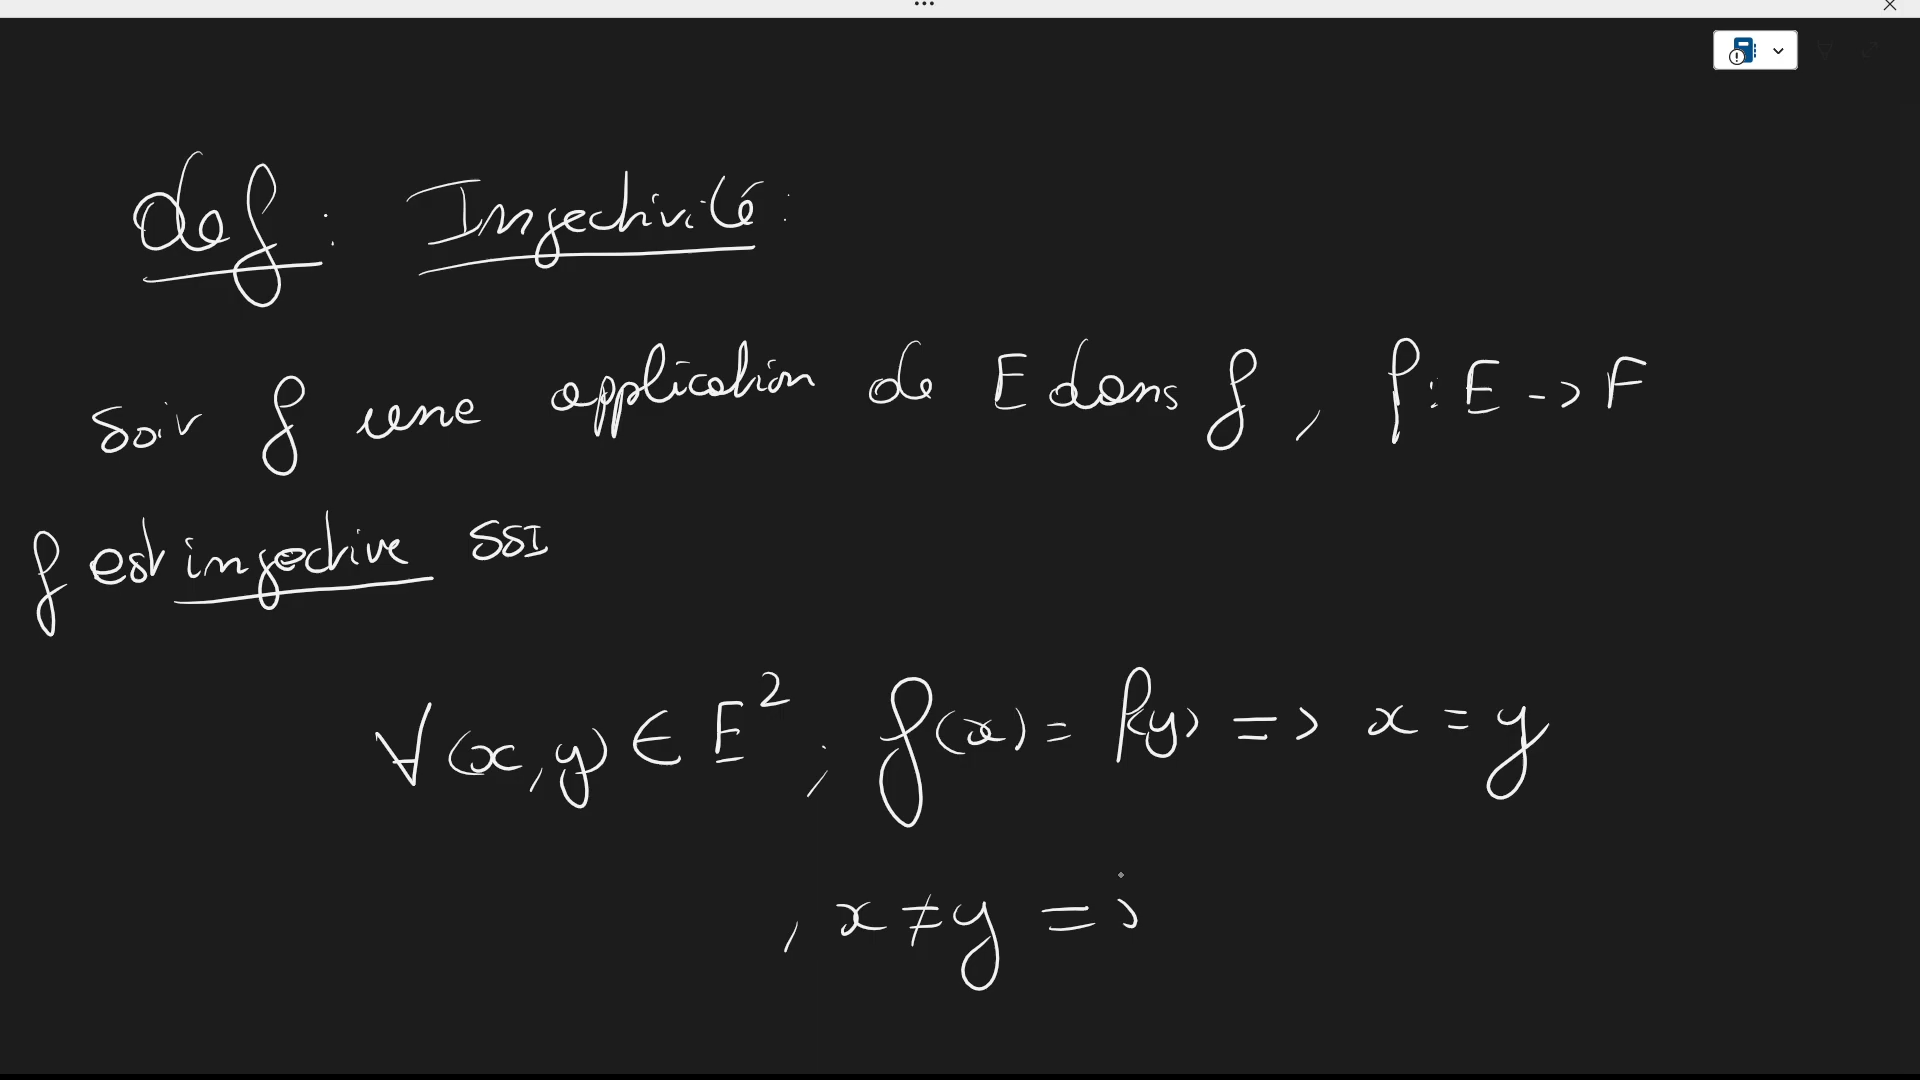 def : Injectivité :
Soit f une application de E dans f , f : E -> F
f est injective SSI
∀(x,y) ∈ E² ; f(x) = f(y) => x = y
, x ≠ y =>